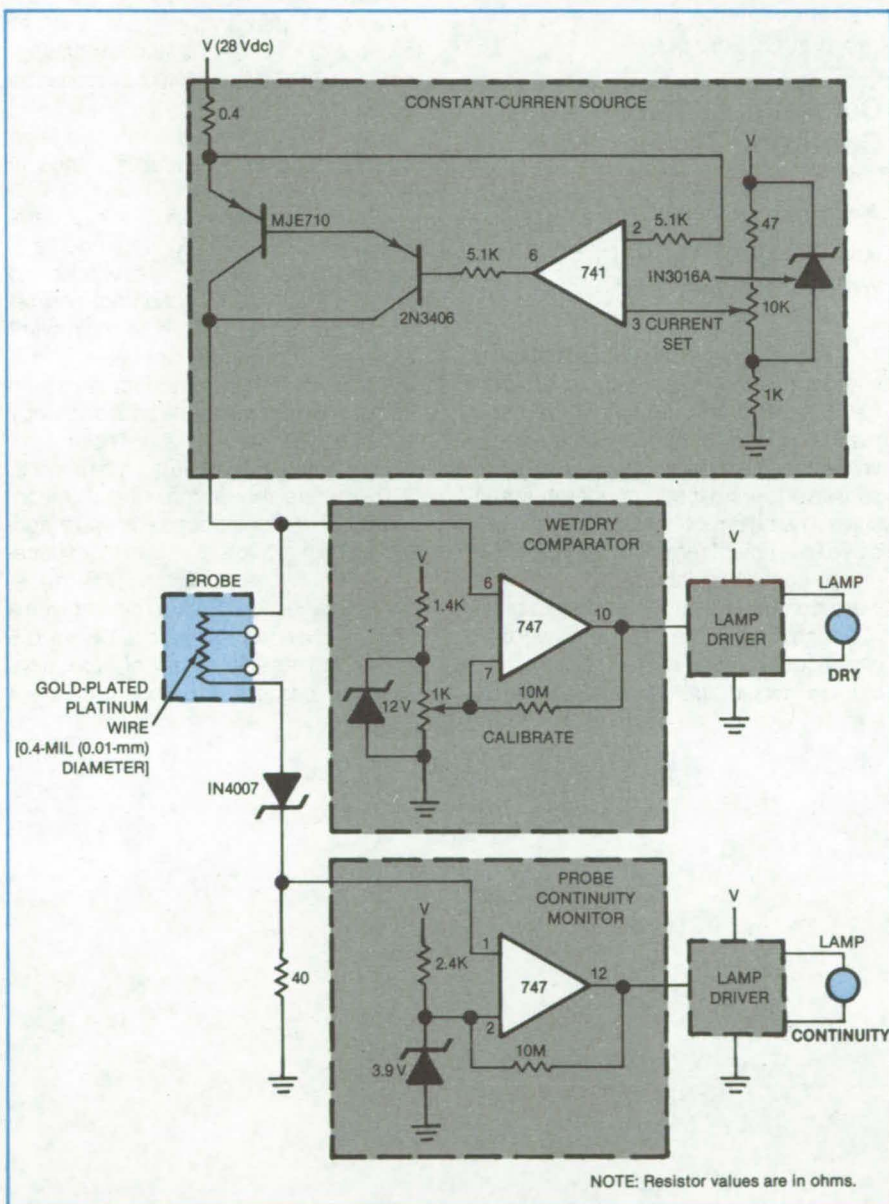 V (28 Vdc)
CONSTANT-CURRENT SOURCE
0.4
V
MJE710
2
5.1K
47
5.1K
6
741
IN3016A
10K
2N3406
3 CURRENT
SET
1K
WET/DRY
COMPARATOR
V
V
PROBE
6
1.4K
747
10
LAMP
DRIVER
LAMP
DRY
7
12 V
1K
10M
CALIBRATE
GOLD-PLATED
PLATINUM
WIRE
[0.4-MIL (0.01-mm)
DIAMETER]
IN4007
PROBE
CONTINUITY
MONITOR
V
V
1
2.4K
747
12
LAMP
DRIVER
LAMP
CONTINUITY
40
2
10M
3.9 V
NOTE: Resistor values are in ohms.